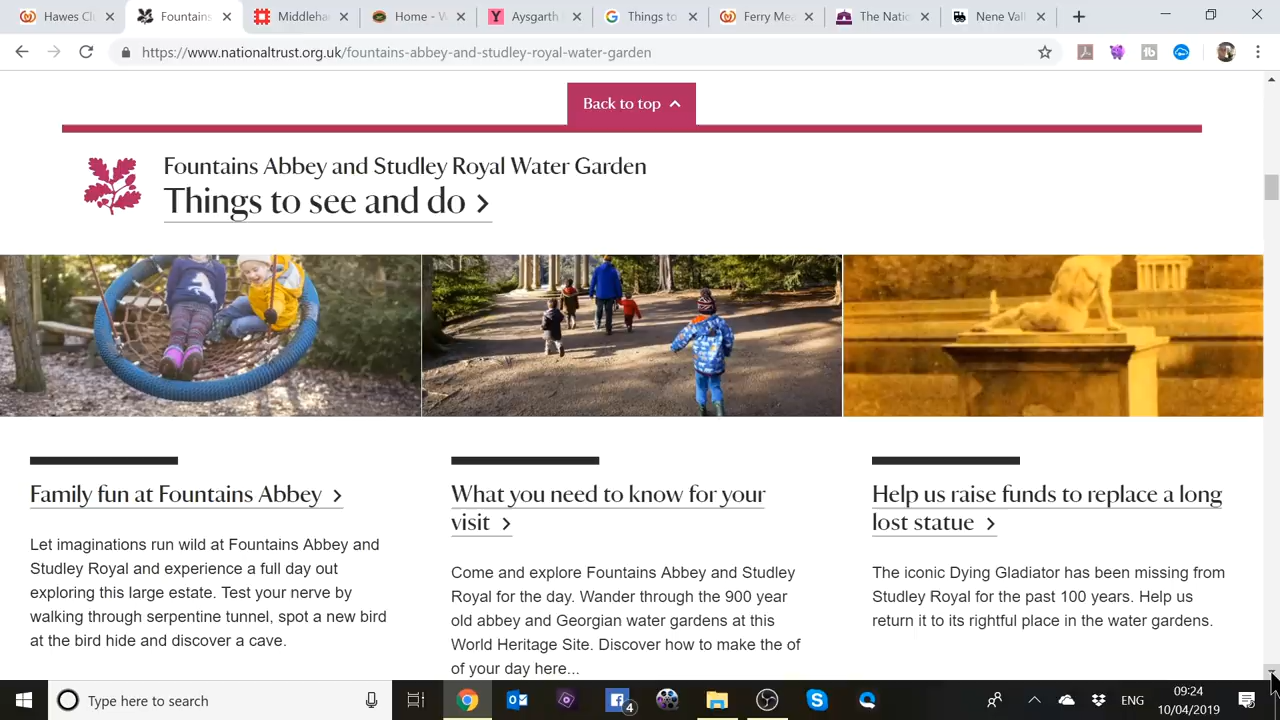 Hawes C
Fountains
Middleha
Home - V
Aysgarth
Things to
Ferry Mea
The Natio
Nene Vall
https://www.nationaltrust.org.uk/fountains-abbey-and-studley-royal-water-garden
Back to top
Fountains Abbey and Studley Royal Water Garden
Things to see and do
Family fun at Fountains Abbey
Let imaginations run wild at Fountains Abbey and
Studley Royal and experience a full day out
exploring this large estate. Test your nerve by
walking through serpentine tunnel, spot a new bird
at the bird hide and discover a cave.
What you need to know for your
visit
Come and explore Fountains Abbey and Studley
Royal for the day. Wander through the 900 year
old abbey and Georgian water gardens at this
World Heritage Site. Discover how to make the of
of your day here...
Help us raise funds to replace a long
lost statue
The iconic Dying Gladiator has been missing from
Studley Royal for the past 100 years. Help us
return it to its rightful place in the water gardens.
Type here to search
4
ENG
09:24
10/04/2019